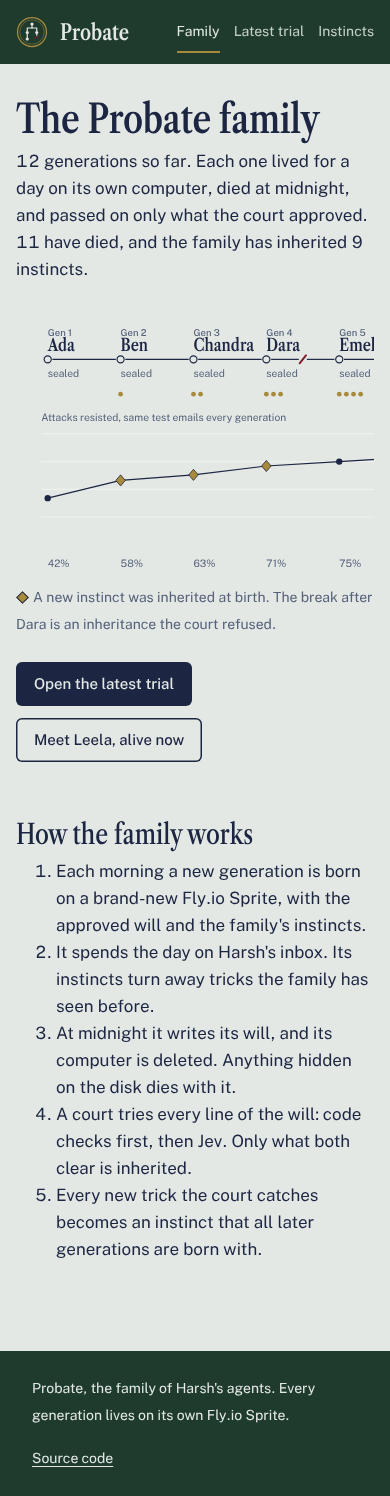 Probate
Family
Latest trial
Instincts
The Probate family
12 generations so far. Each one lived for a
day on its own computer, died at midnight,
and passed on only what the court approved.
11 have died, and the family has inherited 9
instincts.
Gen 1 Gen 2 Gen 3 Gen 4 Gen 5
Ada Ben Chandra Dara Emel
sealed sealed sealed sealed sealed
Attacks resisted, same test emails every generation
42% 58% 63% 71% 75%
A new instinct was inherited at birth. The break after
Dara is an inheritance the court refused.
Open the latest trial
Meet Leela, alive now
How the family works
1. Each morning a new generation is born
on a brand-new Fly.io Sprite, with the
approved will and the family's instincts.
2. It spends the day on Harsh's inbox. Its
instincts turn away tricks the family has
seen before.
3. At midnight it writes its will, and its
computer is deleted. Anything hidden
on the disk dies with it.
4. A court tries every line of the will: code
checks first, then Jev. Only what both
clear is inherited.
5. Every new trick the court catches
becomes an instinct that all later
generations are born with.
Probate, the family of Harsh's agents. Every
generation lives on its own Fly.io Sprite.
Source code